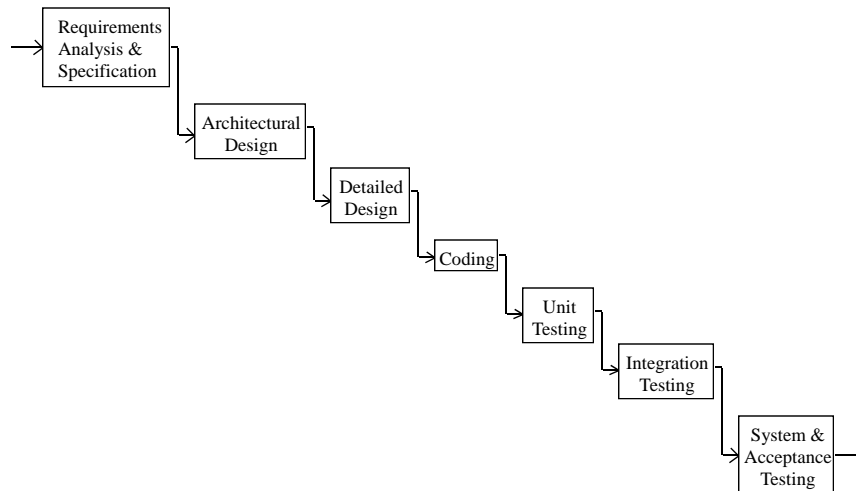 Requirements
Analysis &
Specification
Architectural
Design
Detailed
Design
Coding
Unit
Testing
Integration
Testing
System &
Acceptance
Testing